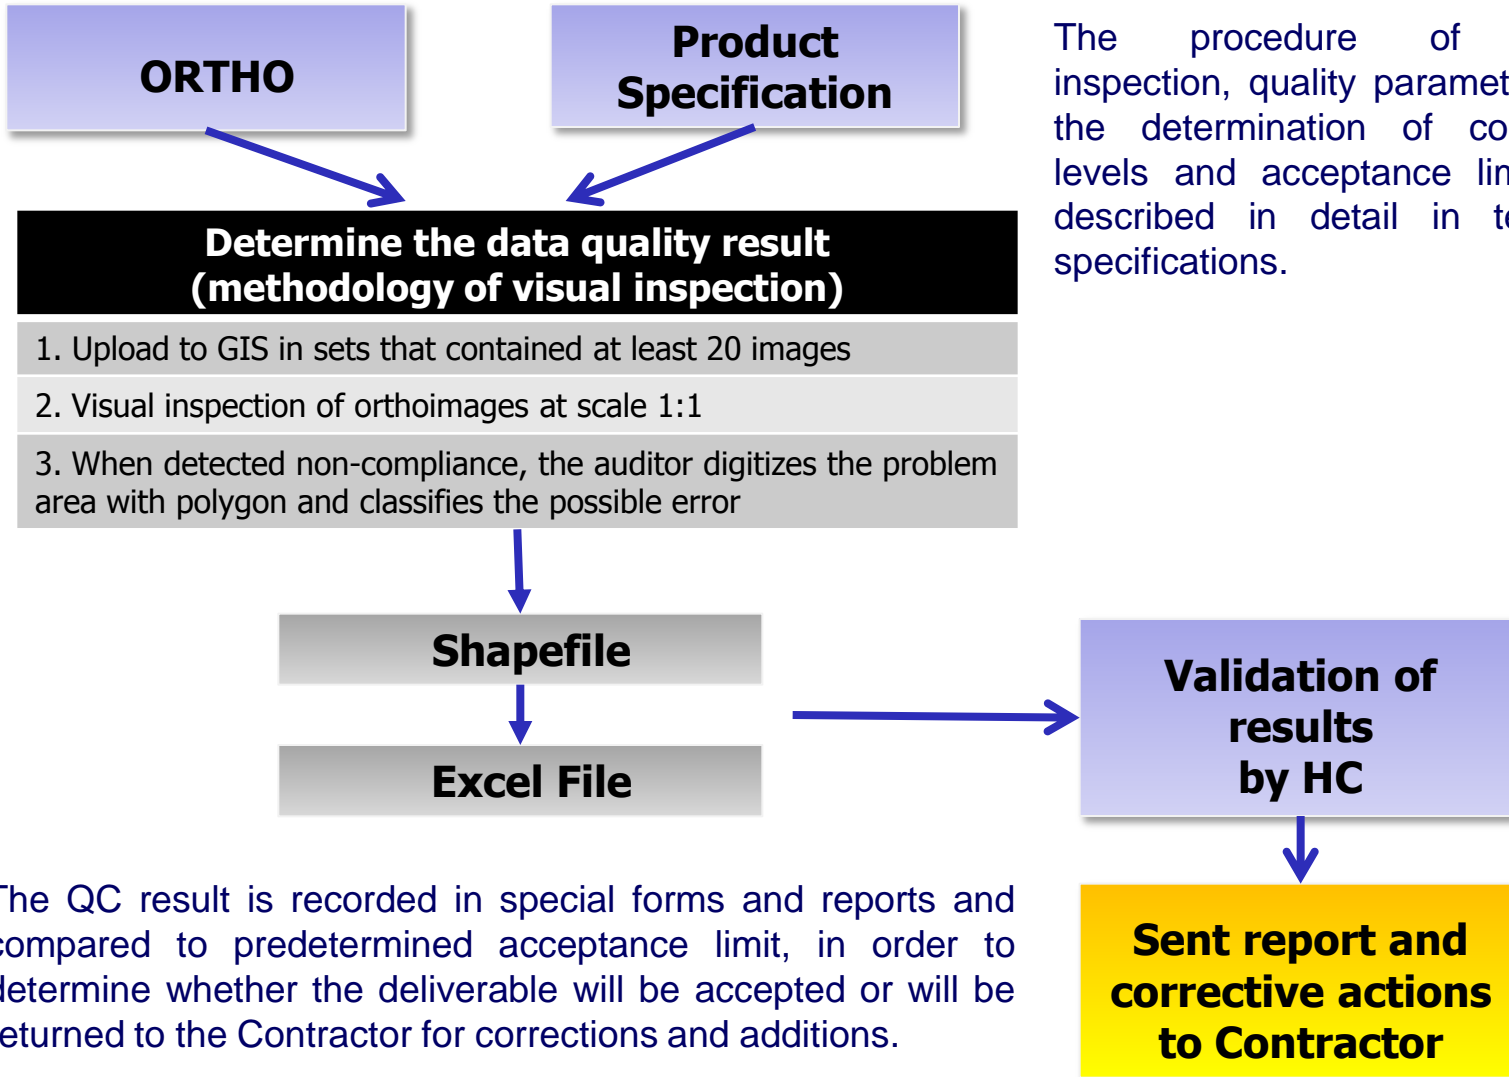 ORTHO
Product
Specification
The procedure of
inspection, quality
the determination of
levels and acceptance
described in detail in
specifications.
Determine the data quality result
(methodology of visual inspection)
1. Upload to GIS in sets that contained at least 20 images
2. Visual inspection of orthoimages at scale 1:1
3. When detected non-compliance, the auditor digitizes the problem
area with polygon and classifies the possible error
Shapefile
Excel File
Validation of
results
by HC
The QC result is recorded in special forms and reports and
compared to predetermined acceptance limit, in order to
determine whether the deliverable will be accepted or will be
returned to the Contractor for corrections and additions.
Sent report and
corrective actions
to Contractor